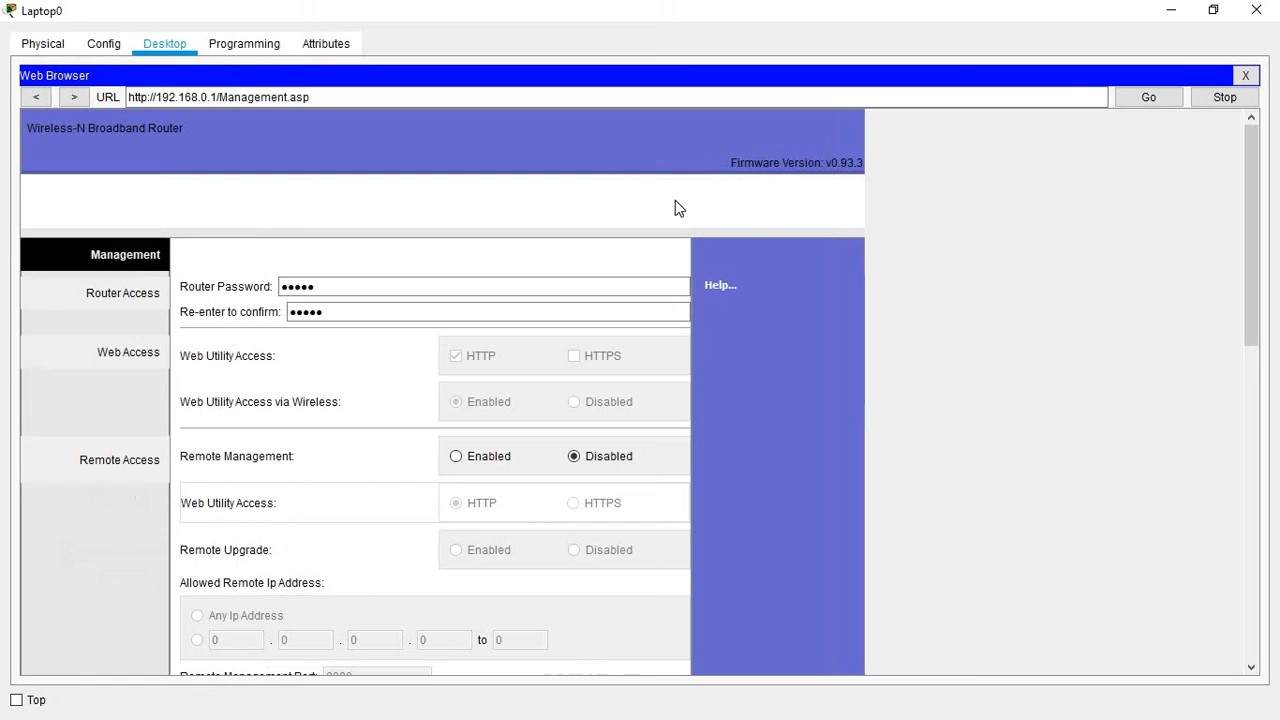 Laptop0
Physical Config Desktop Programming Attributes
Web Browser X
< > URL http://192.168.0.1/Management.asp Go Stop
Wireless-N Broadband Router
Firmware Version: v0.93.3
Management
Router Access
Web Access
Remote Access
Router Password: •••••
Re-enter to confirm: •••••
Web Utility Access: HTTP HTTPS
Web Utility Access via Wireless: Enabled Disabled
Remote Management: Enabled Disabled
Web Utility Access: HTTP HTTPS
Remote Upgrade: Enabled Disabled
Allowed Remote Ip Address:
Any Ip Address
0 . 0 . 0 . 0 to 0
Remote Management Port:
Help...
Top